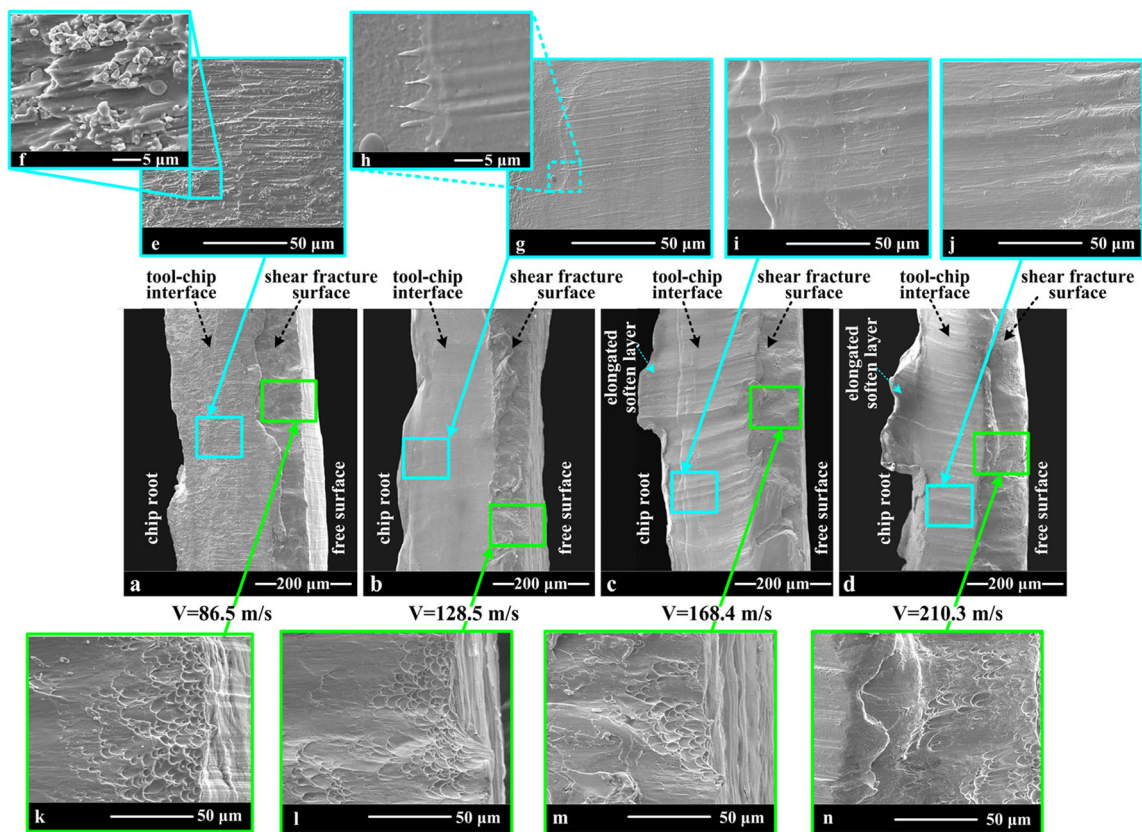 f
5 µm
h
5 µm
e
50 µm
g
50 µm
i
50 µm
j
50 µm
tool-chip
interface
shear fracture
surface
tool-chip
interface
shear fracture
surface
tool-chip
interface
shear fracture
surface
tool-chip
interface
shear fracture
surface
chip root
free surface
a
200 µm
chip root
free surface
b
200 µm
elongated
soften layer
chip root
free surface
c
200 µm
elongated
soften layer
chip root
free surface
d
200 µm
V=86.5 m/s
V=128.5 m/s
V=168.4 m/s
V=210.3 m/s
k
50 µm
l
50 µm
m
50 µm
n
50 µm